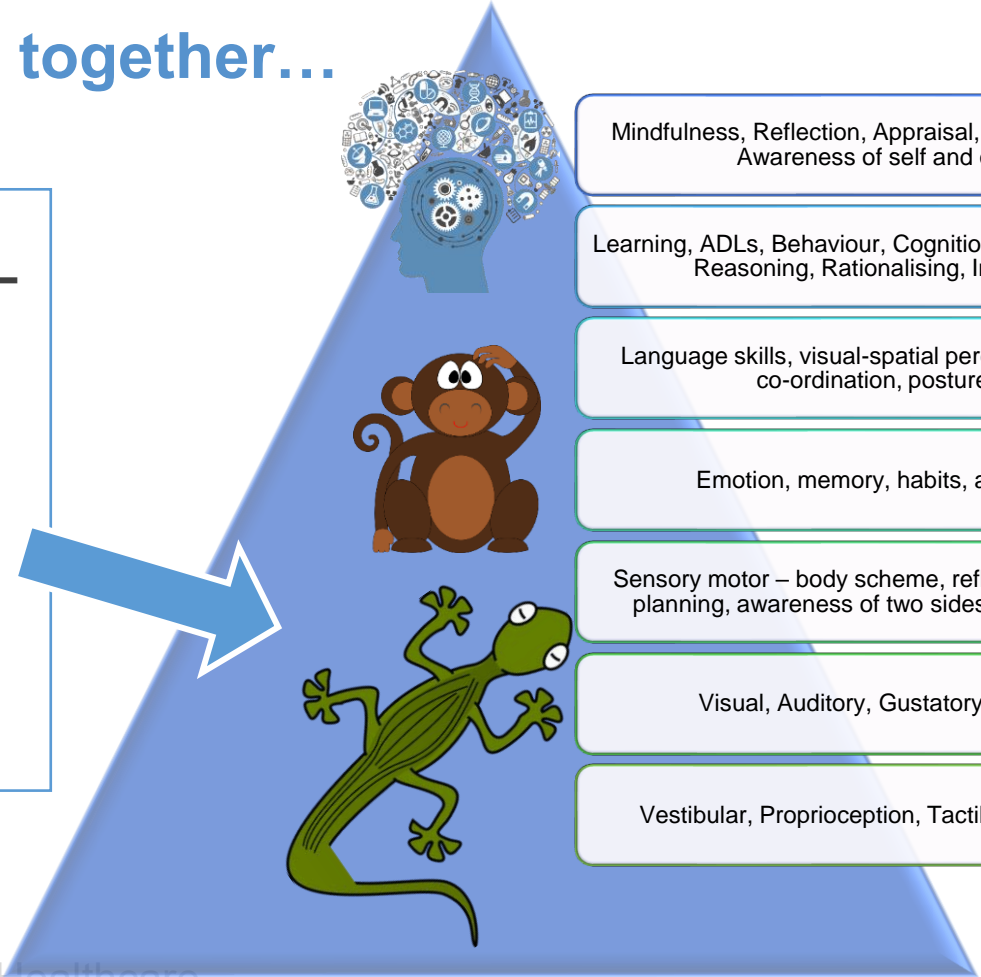 together…
–
Mindfulness, Reflection, Appraisal,
Awareness of self and
Learning, ADLs, Behaviour, Cognitio
Reasoning, Rationalising, I
Language skills, visual-spatial per
co-ordination, posture
Emotion, memory, habits, a
Sensory motor – body scheme, ref
planning, awareness of two sides
Visual, Auditory, Gustatory
Vestibular, Proprioception, Tacti
Healthcare